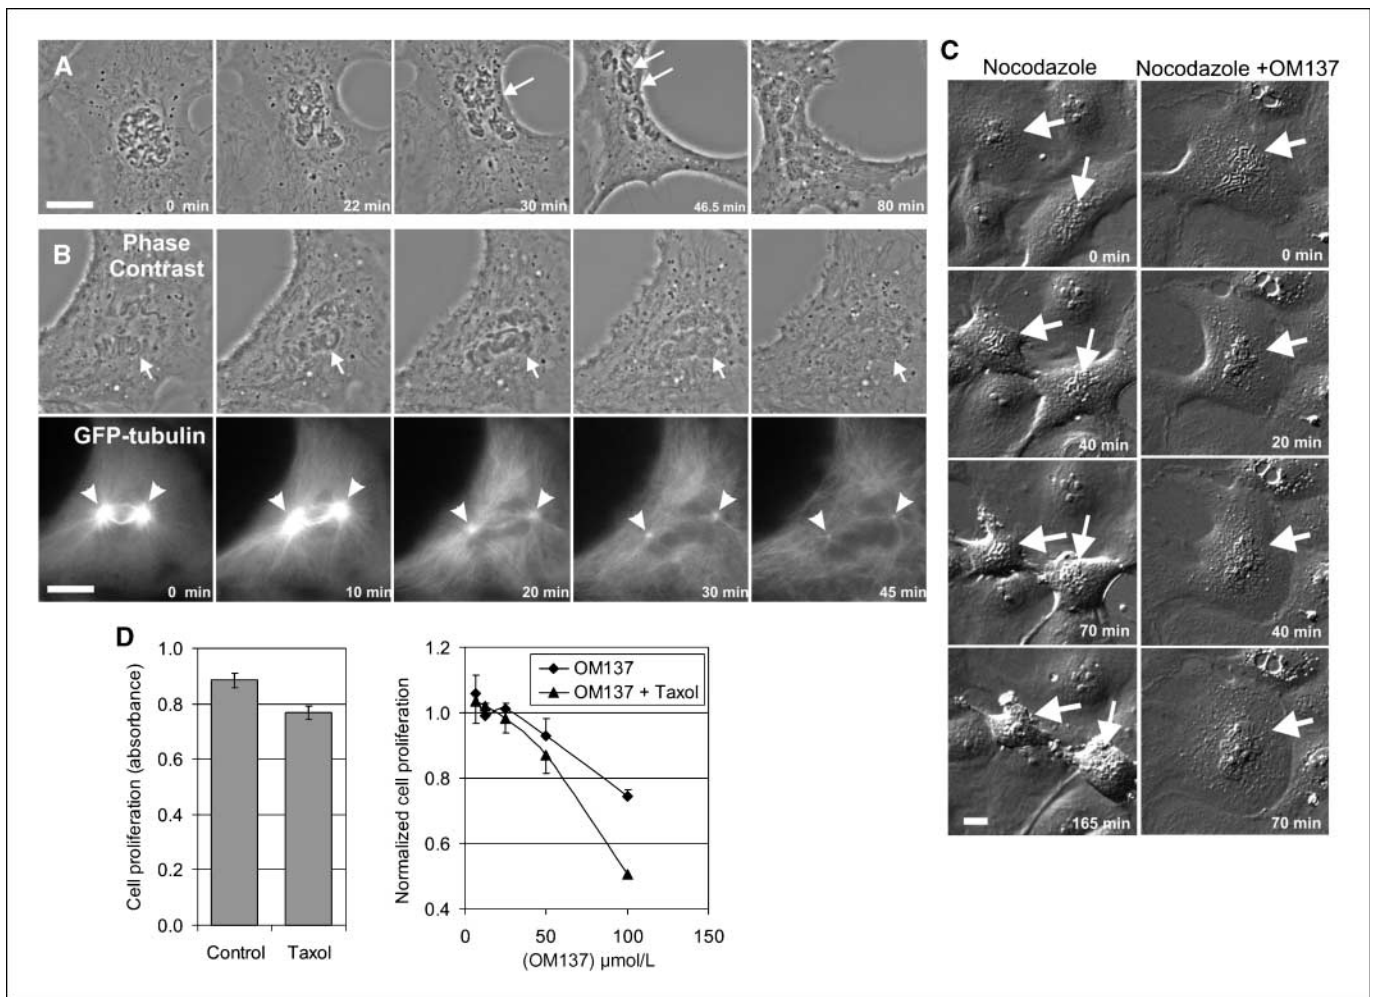 A
0 min
22 min
30 min
46.5 min
80 min
B
Phase
Contrast
GFP-tubulin
0 min
10 min
20 min
30 min
45 min
C
Nocodazole
Nocodazole +OM137
0 min
0 min
40 min
20 min
70 min
40 min
165 min
70 min
D
Cell proliferation (absorbance)
1.0
0.8
0.6
0.4
0.2
0.0
Control
Taxol
Normalized cell proliferation
1.2
1.0
0.8
0.6
0.4
OM137
OM137 + Taxol
0
50
100
150
(OM137) µmol/L